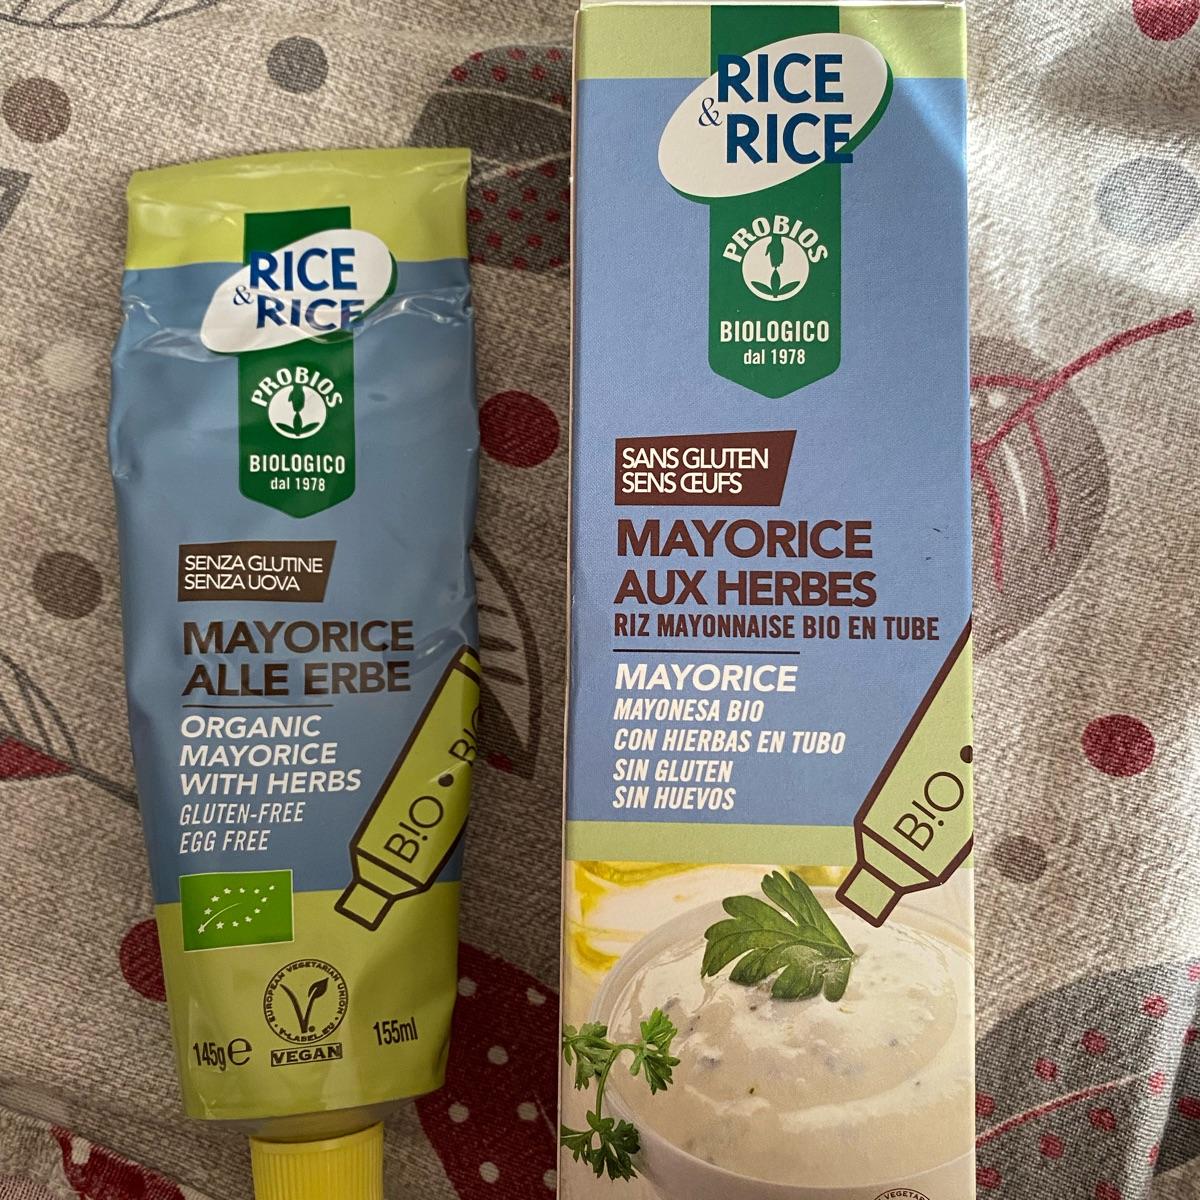 RICE
& RICE
PROBIOS
BIOLOGICO
dal 1978
SENZA GLUTINE
SENZA UOVA
MAYORICE
ALLE ERBE
ORGANIC
MAYORICE
WITH HERBS
GLUTEN-FREE
EGG FREE
B!O • B!O
EUROPEAN VEGETARIAN UNION
V-LABEL.EU
VEGAN
145g e
155ml
RICE
& RICE
PROBIOS
BIOLOGICO
dal 1978
SANS GLUTEN
SENS ŒUFS
MAYORICE
AUX HERBES
RIZ MAYONNAISE BIO EN TUBE
MAYORICE
MAYONESA BIO
CON HIERBAS EN TUBO
SIN GLUTEN
SIN HUEVOS
B!O •